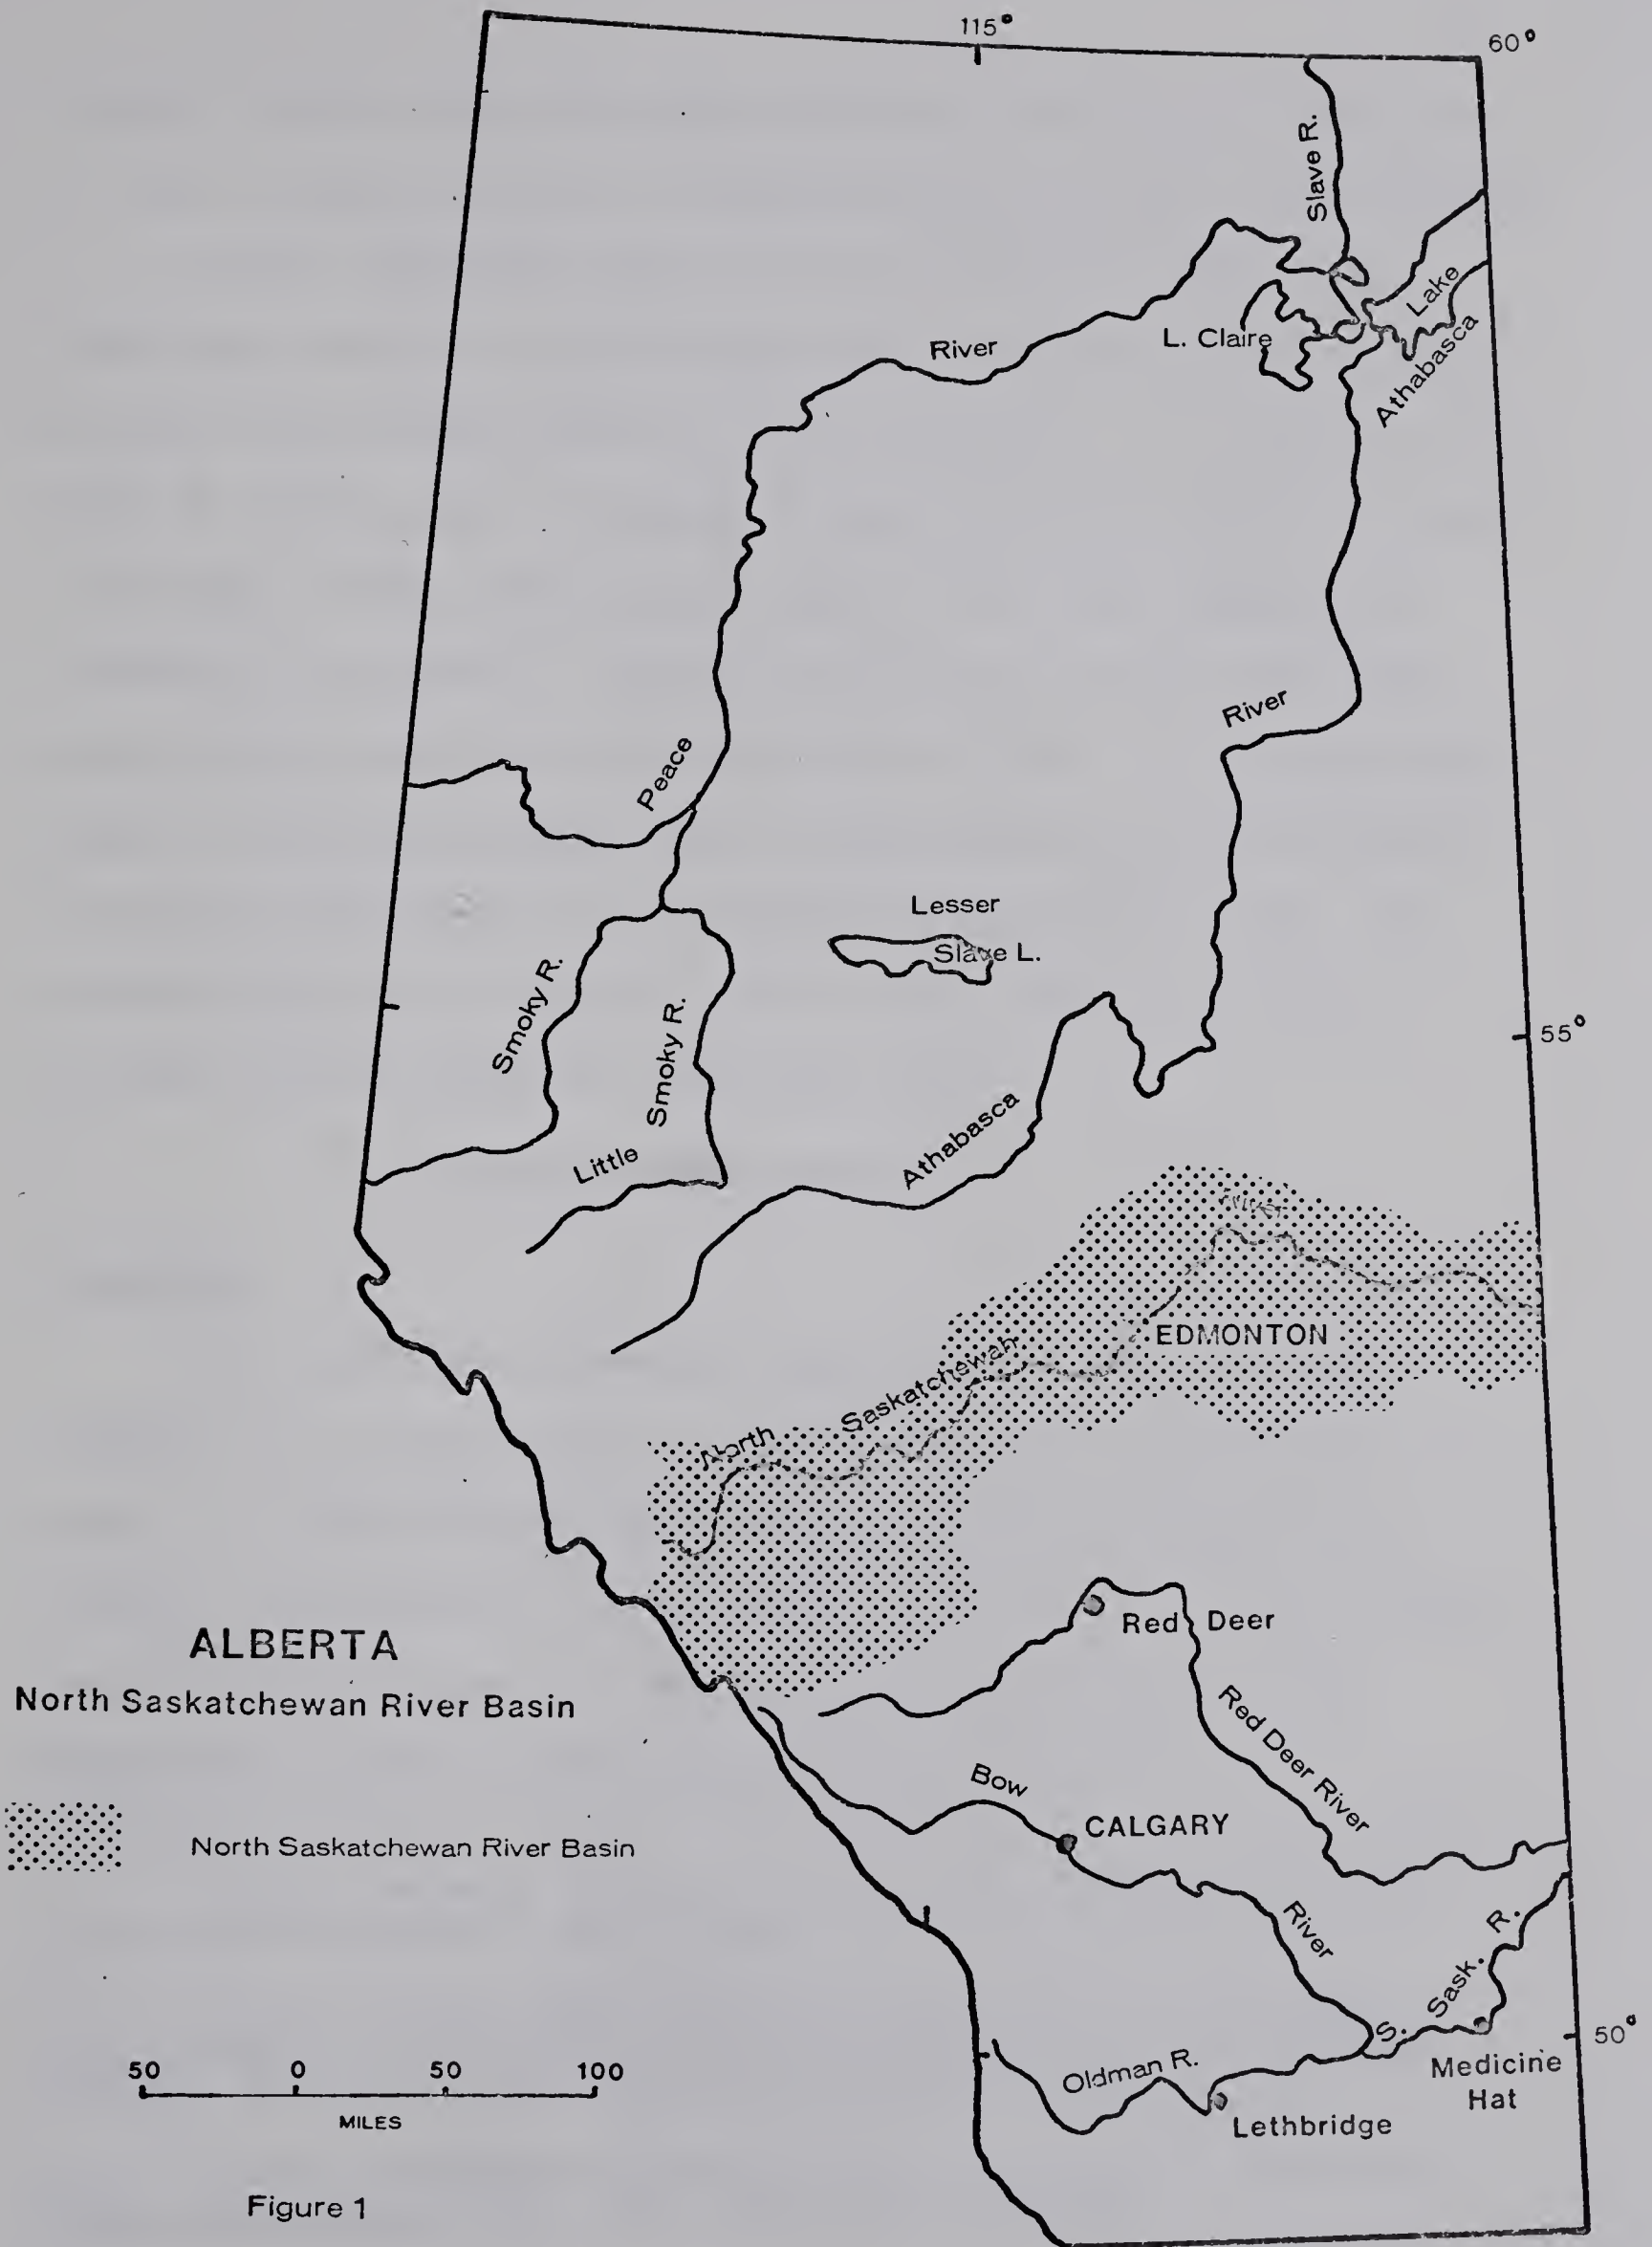 115°
60°
Slave R.
Lake
Athabasca
L. Claire
River
River
Peace
Lesser
Slave L.
Smoky R.
Smoky R.
Little
55°
Athabasca
River
EDMONTON
Saskatchewan
North
Red Deer
ALBERTA
North Saskatchewan River Basin
Red Deer River
Bow
CALGARY
North Saskatchewan River Basin
River
S. Sask. R.
50°
Oldman R.
Medicine
Hat
Lethbridge
50 0 50 100
MILES
Figure 1